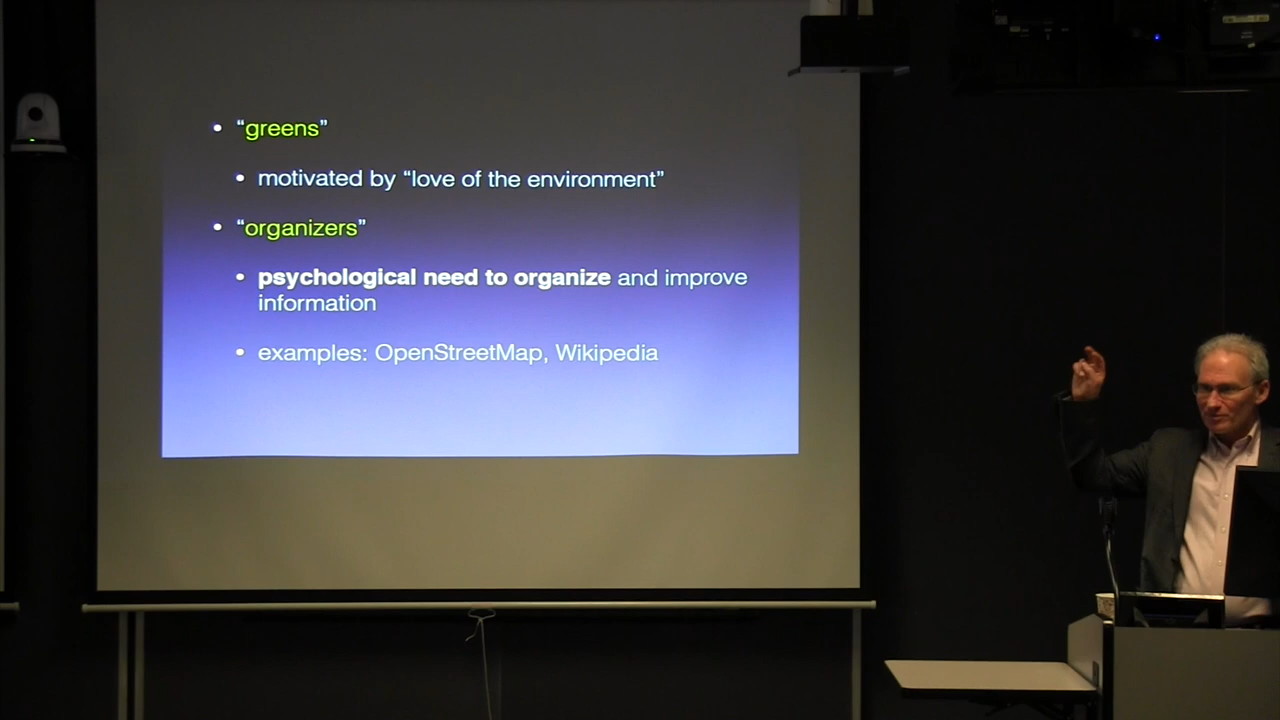 • “greens”
• motivated by “love of the environment”
• “organizers”
• psychological need to organize and improve
information
• examples: OpenStreetMap, Wikipedia